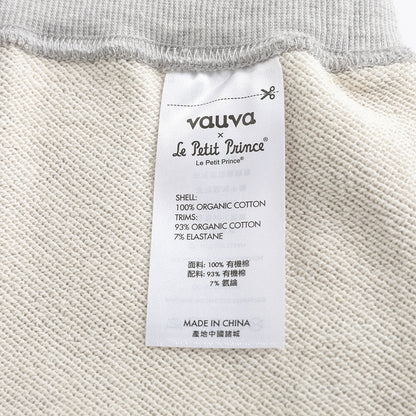 vauva
×
Le Petit Prince®
Le Petit Prince®
SHELL:
100% ORGANIC COTTON
TRIMS:
93% ORGANIC COTTON
7% ELASTANE
面料: 100% 有機棉
配料: 93% 有機棉
7% 氨綸
MADE IN CHINA
產地中國諸城